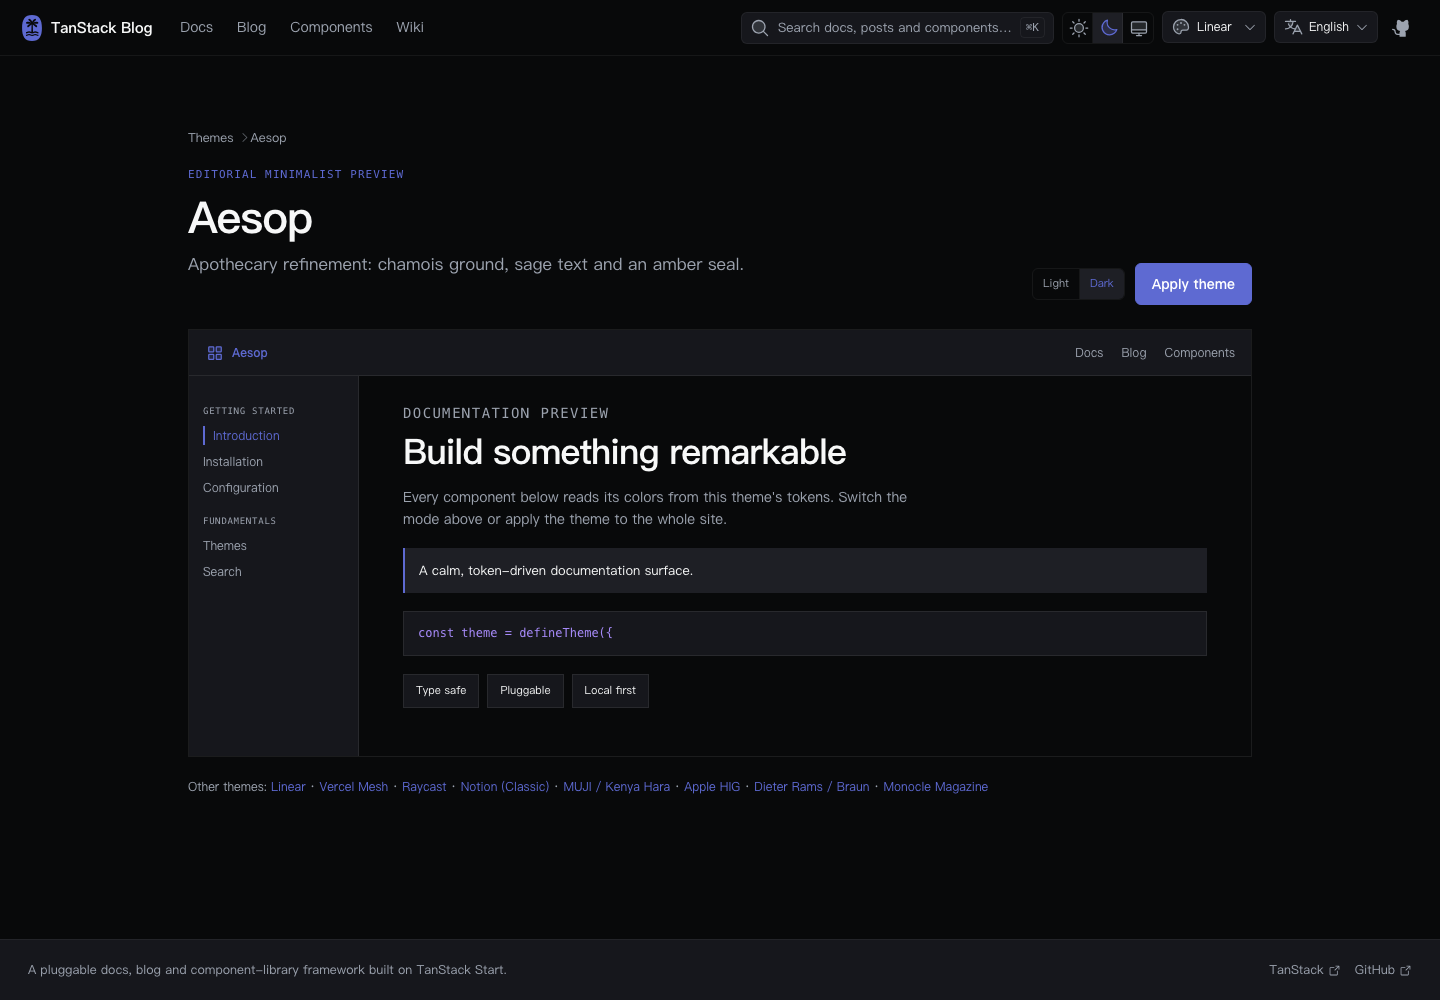 TanStack Blog
Docs
Blog
Components
Wiki
Search docs, posts and components...
⌘K
Linear
English
Themes
Aesop
EDITORIAL MINIMALIST PREVIEW
Aesop
Apothecary refinement: chamois ground, sage text and an amber seal.
Light
Dark
Apply theme
Aesop
Docs
Blog
Components
GETTING STARTED
Introduction
Installation
Configuration
FUNDAMENTALS
Themes
Search
DOCUMENTATION PREVIEW
Build something remarkable
Every component below reads its colors from this theme's tokens. Switch the
mode above or apply the theme to the whole site.
A calm, token-driven documentation surface.
const theme = defineTheme({
Type safe
Pluggable
Local first
Other themes: Linear · Vercel Mesh · Raycast · Notion (Classic) · MUJI / Kenya Hara · Apple HIG · Dieter Rams / Braun · Monocle Magazine
A pluggable docs, blog and component-library framework built on TanStack Start.
TanStack
GitHub